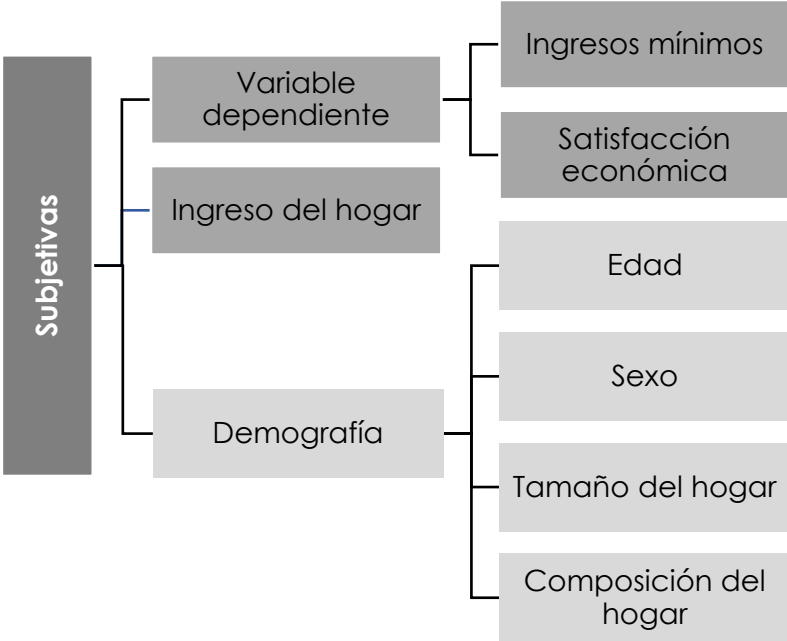 Subjetivas
Variable
dependiente
Ingresos mínimos
Satisfacción
económica
Ingreso del hogar
Demografía
Edad
Sexo
Tamaño del hogar
Composición del
hogar